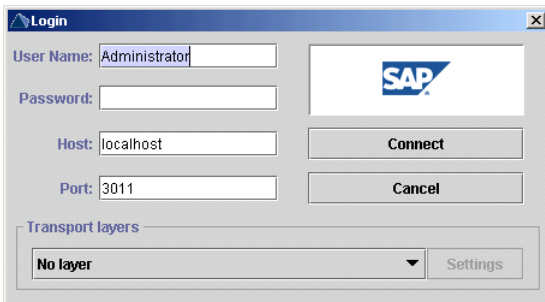 Login
User Name: Administrator
SAP
Password:
Host: localhost
Connect
Port: 3011
Cancel
Transport layers
No layer
Settings